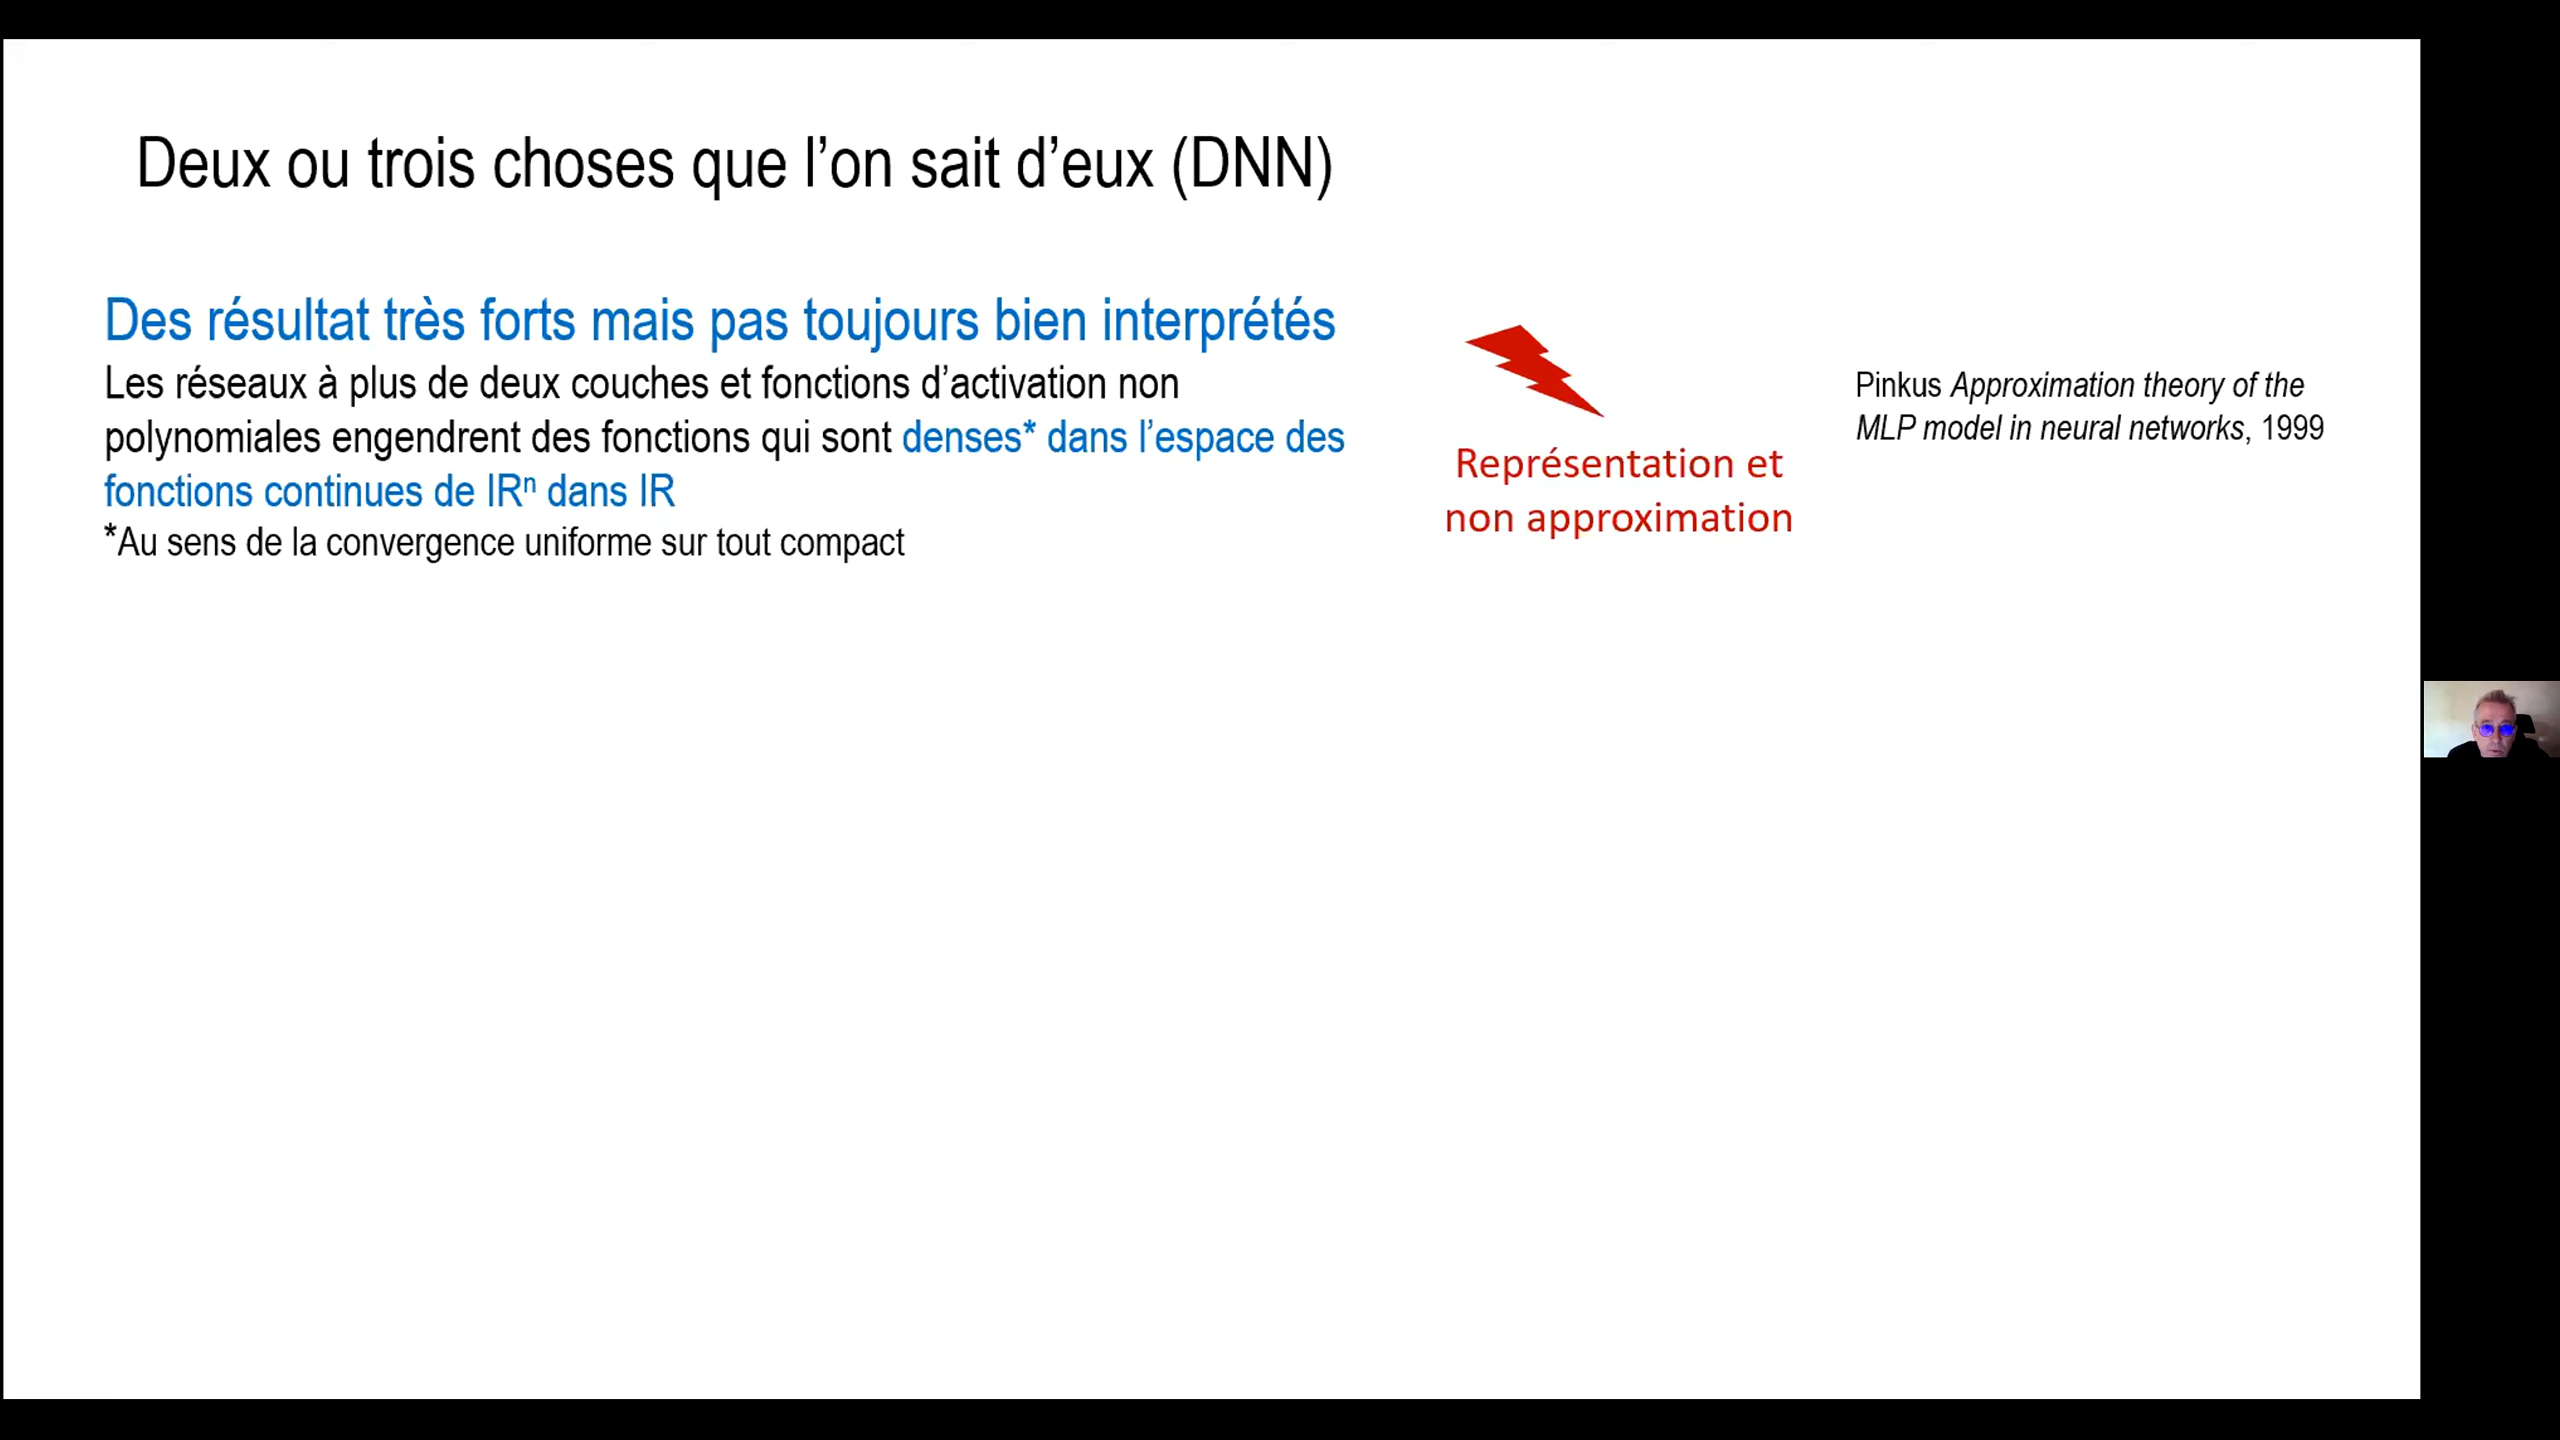 Deux ou trois choses que l’on sait d’eux (DNN)
Des résultat très forts mais pas toujours bien interprétés
Les réseaux à plus de deux couches et fonctions d’activation non
polynomiales engendrent des fonctions qui sont denses* dans l’espace des
fonctions continues de IRⁿ dans IR
*Au sens de la convergence uniforme sur tout compact
Représentation et
non approximation
Pinkus Approximation theory of the
MLP model in neural networks, 1999